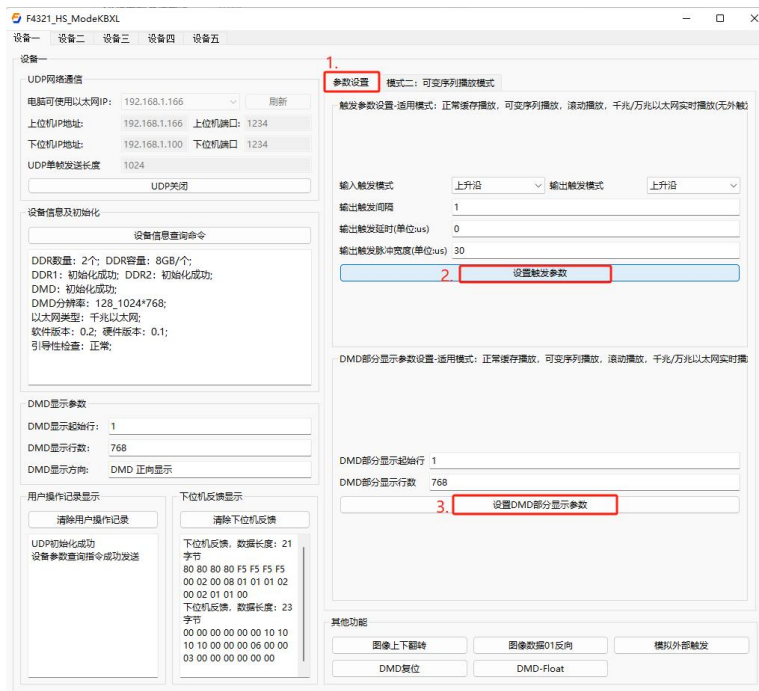 F4321_HS_ModeKBXL
设备一 设备二 设备三 设备四 设备五
设备一
UDP网络通信
电脑可使用以太网IP: 192.168.1.166 刷新
上位机IP地址: 192.168.1.166 上位机端口: 1234
下位机IP地址: 192.168.1.100 下位机端口 1234
UDP单帧发送长度 1024
UDP关闭
设备信息及初始化
设备信息查询命令
DDR数量: 2个; DDR容量: 8GB/个;
DDR1: 初始化成功; DDR2: 初始化成功;
DMD: 初始化成功;
DMD分辨率: 128_1024*768;
以太网类型: 千兆以太网;
软件版本: 0.2; 硬件版本: 0.1;
引导性检查: 正常;
DMD显示参数
DMD显示起始行: 1
DMD显示行数: 768
DMD显示方向: DMD 正向显示
用户操作记录显示
清除用户操作记录
UDP初始化成功
设备参数查询指令成功发送
下位机反馈显示
清除下位机反馈
下位机反馈, 数据长度: 21
字节
80 80 80 80 F5 F5 F5 F5
00 02 00 08 01 01 01 02
00 02 01 01 00
下位机反馈, 数据长度: 23
字节
00 00 00 00 00 00 10 10
10 10 00 00 00 06 00 00
03 00 00 00 00 00 00
1.
参数设置 模式二: 可变序列播放模式
触发参数设置-适用模式: 正常缓存播放, 可变序列播放, 滚动播放, 千兆/万兆以太网实时播放(无外触
输入触发模式 上升沿 输出触发模式 上升沿
输出触发间隔 1
输出触发延时(单位:us) 0
输出触发脉冲宽度(单位:us) 30
2. 设置触发参数
DMD部分显示参数设置-适用模式: 正常缓存播放, 可变序列播放, 滚动播放, 千兆/万兆以太网实时播
DMD部分显示起始行 1
DMD部分显示行数 768
3. 设置DMD部分显示参数
其他功能
图像上下翻转 图像数据01反向 模拟外部触发
DMD复位 DMD-Float